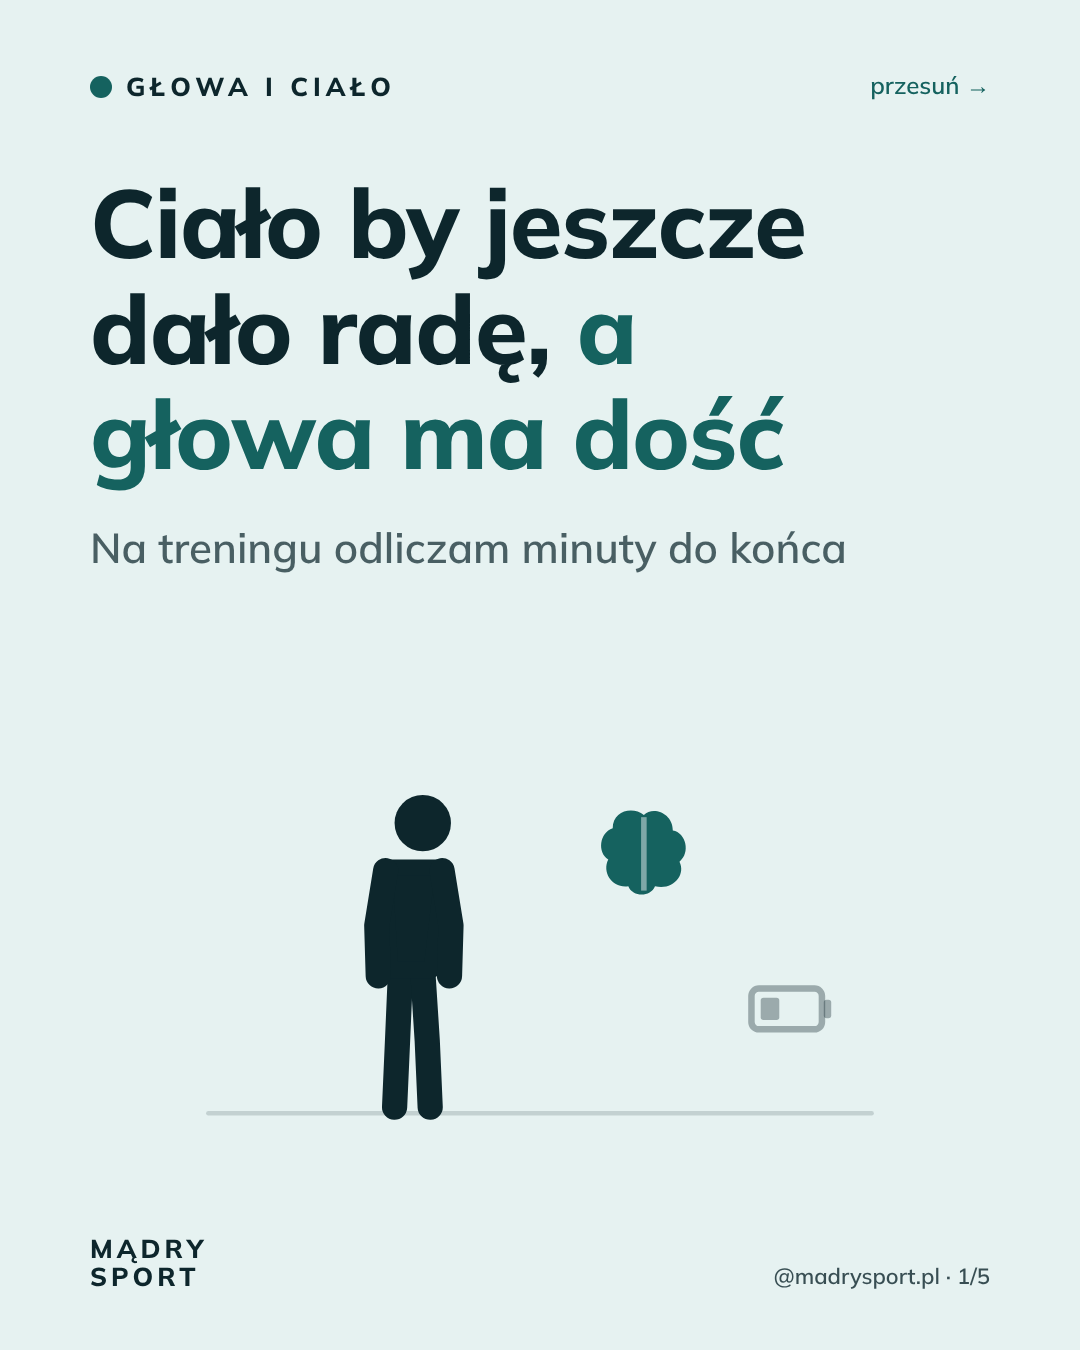 GŁOWA I CIAŁO
przesuń →
Ciało by jeszcze
dało radę, a
głowa ma dość
Na treningu odliczam minuty do końca
MĄDRY
SPORT
@madrysport.pl · 1/5